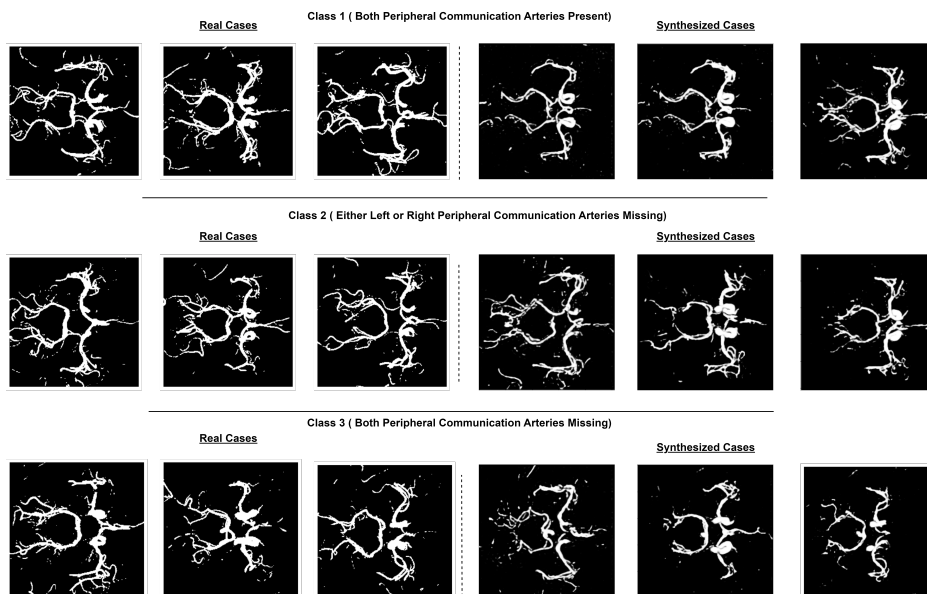 Class 1 ( Both Peripheral Communication Arteries Present)
Real Cases
Synthesized Cases
Class 2 ( Either Left or Right Peripheral Communication Arteries Missing)
Real Cases
Synthesized Cases
Class 3 ( Both Peripheral Communication Arteries Missing)
Real Cases
Synthesized Cases